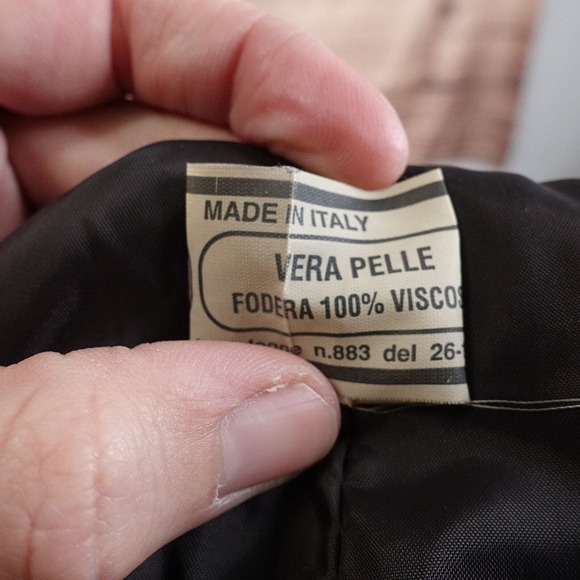 MADE IN ITALY
VERA PELLE
FODERA 100% VISCOS
n.883 del 26-